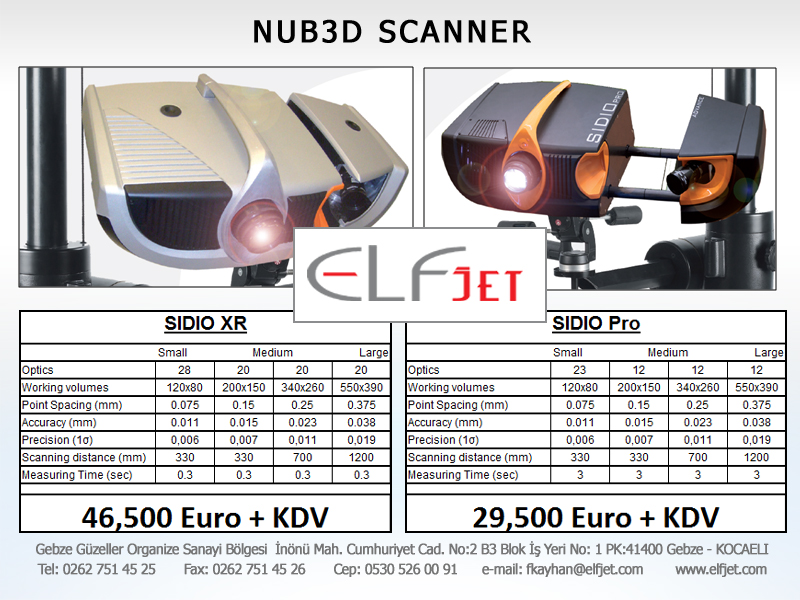 NUB3D SCANNER
SIDIO PRO
ADVANCE
ELFJET
SIDIO XR
Small Medium Large
Optics 28 20 20 20
Working volumes 120x80 200x150 340x260 550x390
Point Spacing (mm) 0.075 0.15 0.25 0.375
Accuracy (mm) 0.011 0.015 0.023 0.038
Precision (1σ) 0,006 0,007 0,011 0,019
Scanning distance (mm) 330 330 700 1200
Measuring Time (sec) 0.3 0.3 0.3 0.3
46,500 Euro + KDV
SIDIO Pro
Small Medium Large
Optics 23 12 12 12
Working volumes 120x80 200x150 340x260 550x390
Point Spacing (mm) 0.075 0.15 0.25 0.375
Accuracy (mm) 0.011 0.015 0.023 0.038
Precision (1σ) 0,006 0,007 0,011 0,019
Scanning distance (mm) 330 330 700 1200
Measuring Time (sec) 3 3 3 3
29,500 Euro + KDV
Gebze Güzeller Organize Sanayi Bölgesi İnönü Mah. Cumhuriyet Cad. No:2 B3 Blok İş Yeri No: 1 PK:41400 Gebze - KOCAELI
Tel: 0262 751 45 25 Fax: 0262 751 45 26 Cep: 0530 526 00 91 e-mail: fkayhan@elfjet.com www.elfjet.com